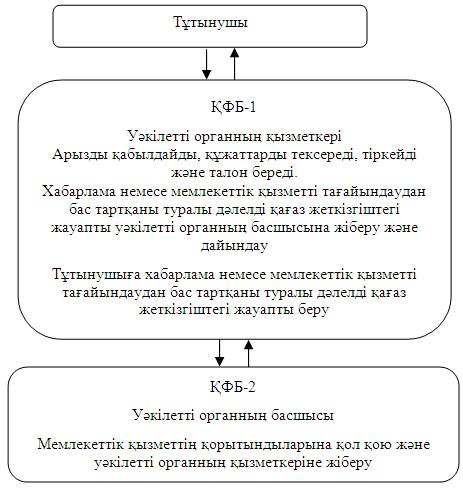 Тұтынушы
ҚФБ-1
Уәкілетті органның қызметкері
Арызды қабылдайды, құжаттарды тексереді, тіркейді
және талон береді.
Хабарлама немесе мемлекеттік қызметті тағайындаудан
бас тартқаны туралы дәлелді қағаз жеткізгіштегі
жауапты уәкілетті органның басшысына жіберу және
дайындау
Тұтынушыға хабарлама немесе мемлекеттік қызметті
тағайындаудан бас тартқаны туралы дәлелді қағаз
жеткізгіштегі жауапты беру
ҚФБ-2
Уәкілетті органның басшысы
Мемлекеттік қызметтің қорытындыларына қол қою және
уәкілетті органның қызметкеріне жіберу